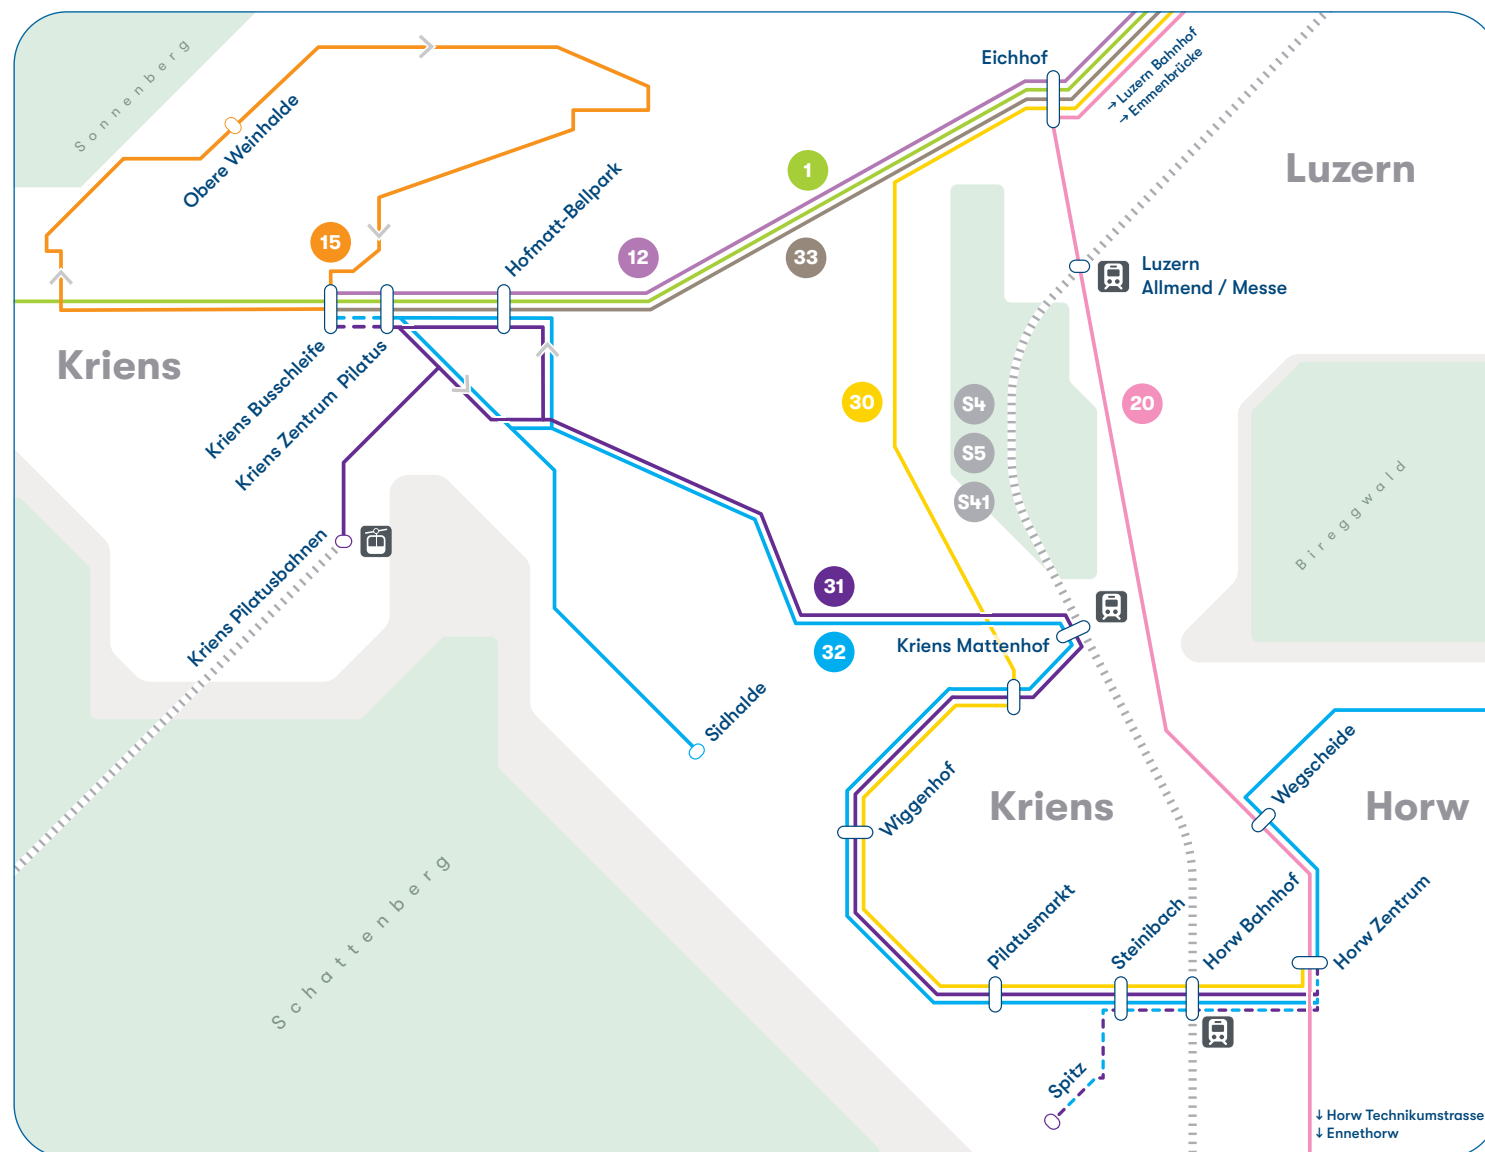 Sonnenberg
Obere Weinhalde
Eichhof
→ Luzern Bahnhof
→ Emmenbrücke
Luzern
1
15
12
33
Hofmatt-Bellpark
Luzern
Allmend / Messe
Kriens
Kriens Busschleife
Kriens Zentrum Pilatus
30
S4
S5
S41
20
Bireggwald
Kriens Pilatusbahnen
31
32
Kriens Mattenhof
Sidhalde
Wiggenhof
Kriens
Wegscheide
Horw
Schattenberg
Pilatusmarkt
Steinibach
Horw Bahnhof
Horw Zentrum
Spitz
↓ Horw Technikumstrasse
↓ Ennethorw